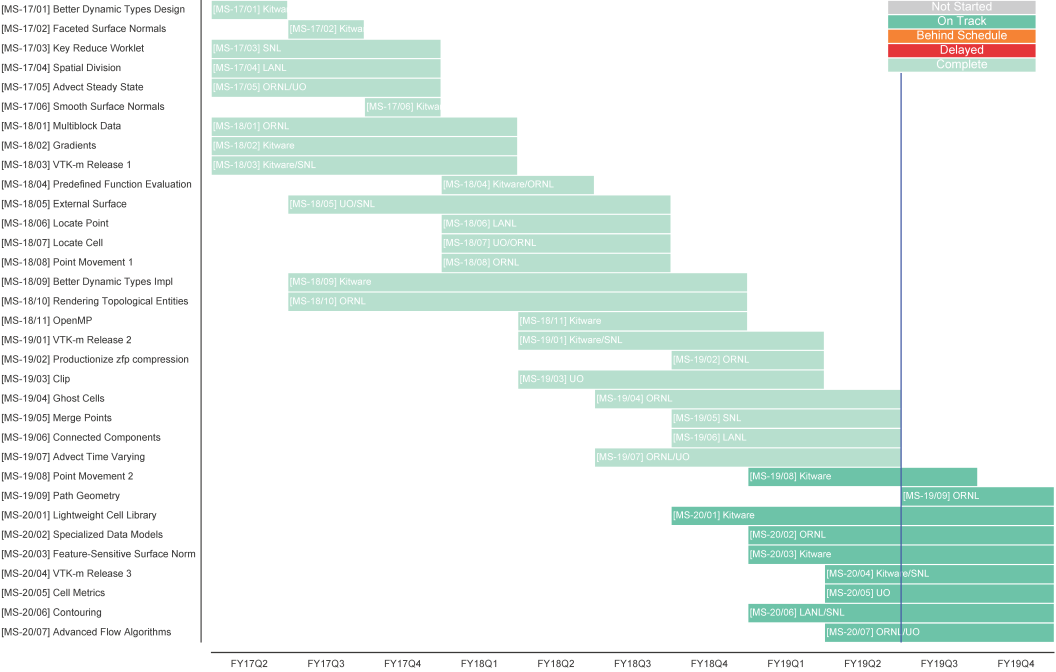 [MS-17/01] Better Dynamic Types Design [MS-17/01] Kitwa
Not Started
[MS-17/02] Faceted Surface Normals [MS-17/02] Kitwa
On Track
Behind Schedule
[MS-17/03] Key Reduce Worklet [MS-17/03] SNL
Delayed
[MS-17/04] Spatial Division [MS-17/04] LANL
Complete
[MS-17/05] Advect Steady State [MS-17/05] ORNL/UO
[MS-17/06] Smooth Surface Normals [MS-17/06] Kitwa
[MS-18/01] Multiblock Data [MS-18/01] ORNL
[MS-18/02] Gradients [MS-18/02] Kitware
[MS-18/03] VTK-m Release 1 [MS-18/03] Kitware/SNL
[MS-18/04] Predefined Function Evaluation [MS-18/04] Kitware/ORNL
[MS-18/05] External Surface [MS-18/05] UO/SNL
[MS-18/06] Locate Point [MS-18/06] LANL
[MS-18/07] Locate Cell [MS-18/07] UO/ORNL
[MS-18/08] Point Movement 1 [MS-18/08] ORNL
[MS-18/09] Better Dynamic Types Impl [MS-18/09] Kitware
[MS-18/10] Rendering Topological Entities [MS-18/10] ORNL
[MS-18/11] OpenMP [MS-18/11] Kitware
[MS-19/01] VTK-m Release 2 [MS-19/01] Kitware/SNL
[MS-19/02] Productionize zfp compression [MS-19/02] ORNL
[MS-19/03] Clip [MS-19/03] UO
[MS-19/04] Ghost Cells [MS-19/04] ORNL
[MS-19/05] Merge Points [MS-19/05] SNL
[MS-19/06] Connected Components [MS-19/06] LANL
[MS-19/07] Advect Time Varying [MS-19/07] ORNL/UO
[MS-19/08] Point Movement 2 [MS-19/08] Kitware
[MS-19/09] Path Geometry [MS-19/09] ORNL
[MS-20/01] Lightweight Cell Library [MS-20/01] Kitware
[MS-20/02] Specialized Data Models [MS-20/02] ORNL
[MS-20/03] Feature-Sensitive Surface Norm [MS-20/03] Kitware
[MS-20/04] VTK-m Release 3 [MS-20/04] Kitware/SNL
[MS-20/05] Cell Metrics [MS-20/05] UO
[MS-20/06] Contouring [MS-20/06] LANL/SNL
[MS-20/07] Advanced Flow Algorithms [MS-20/07] ORNL/UO
FY17Q2 FY17Q3 FY17Q4 FY18Q1 FY18Q2 FY18Q3 FY18Q4 FY19Q1 FY19Q2 FY19Q3 FY19Q4